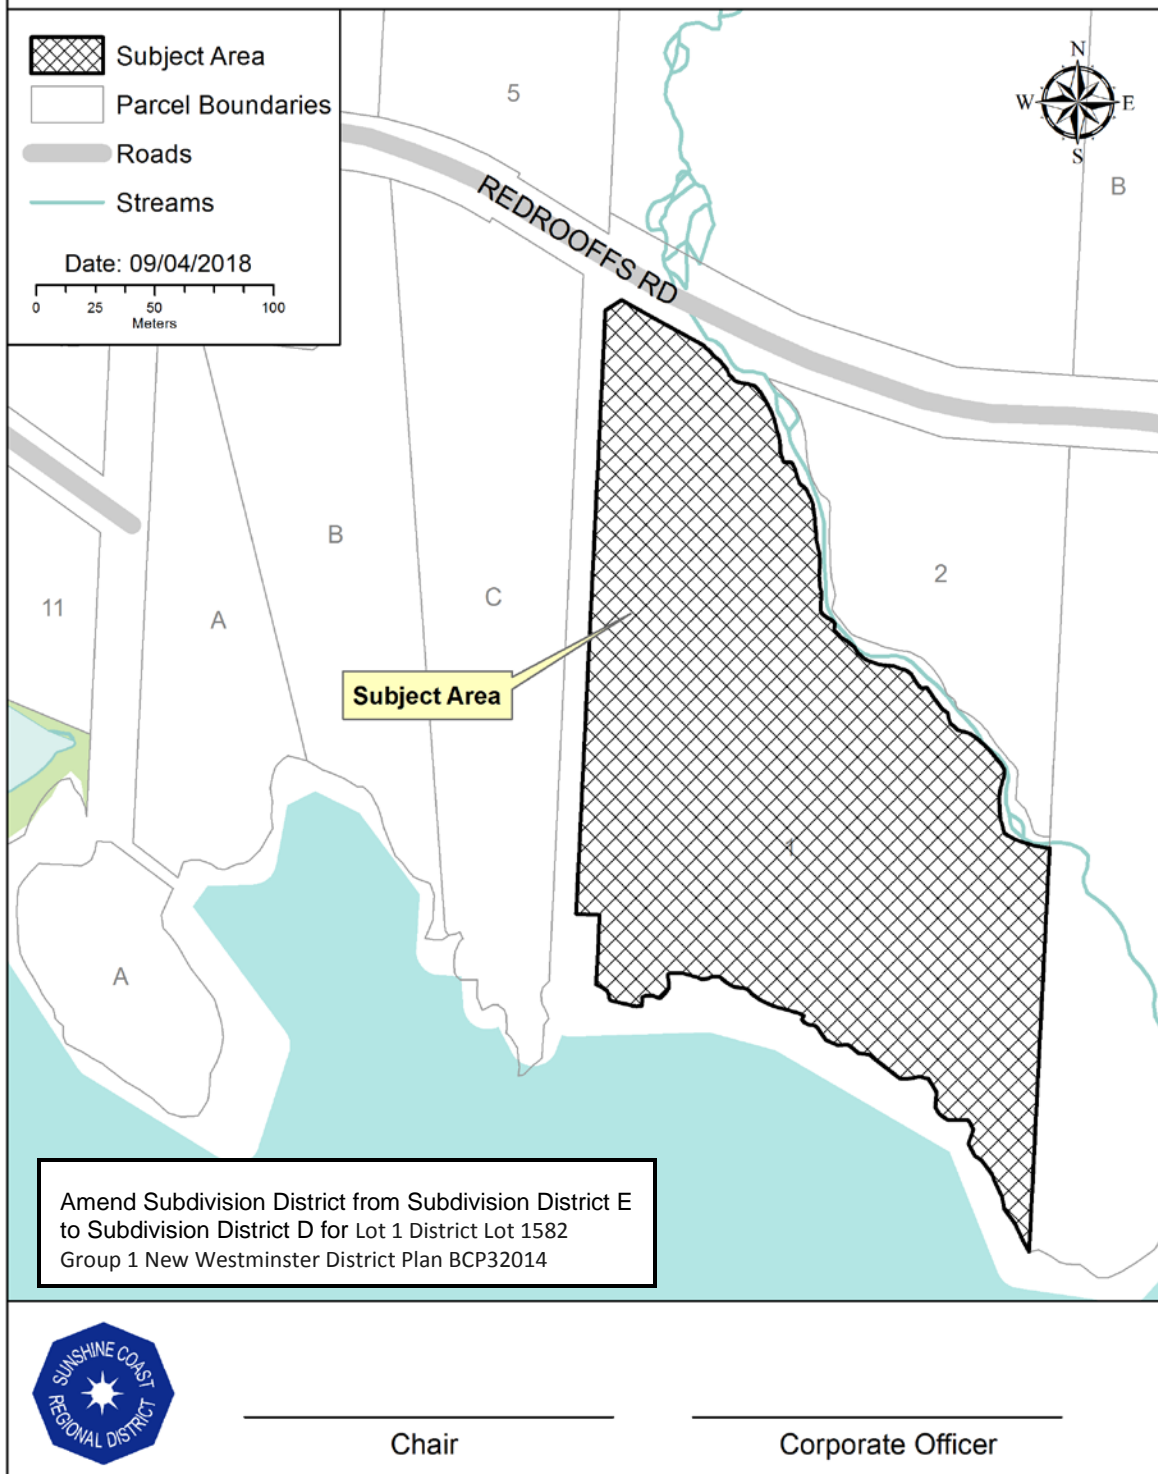 Subject Area
Parcel Boundaries
Roads
Streams
Date: 09/04/2018
0 25 50 100
Meters
N
W E
S
5
B
REDROOFFS RD
B
2
11
A
C
Subject Area
1
A
Amend Subdivision District from Subdivision District E
to Subdivision District D for Lot 1 District Lot 1582
Group 1 New Westminster District Plan BCP32014
SUNSHINE COAST
REGIONAL DISTRICT
Chair
Corporate Officer